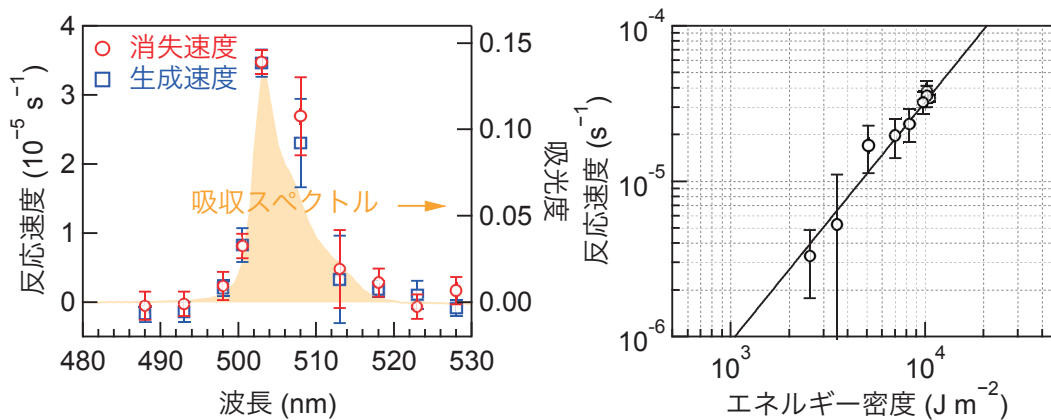 4
3
2
1
0
反応速度 (10⁻⁵ s⁻¹)
消失速度
生成速度
吸収スペクトル
0.15
0.10
0.05
0.00
吸光度
480
490
500
510
520
530
波長 (nm)
10⁻⁴
10⁻⁵
10⁻⁶
反応速度 (s⁻¹)
10³
10⁴
エネルギー密度 (J m⁻²)